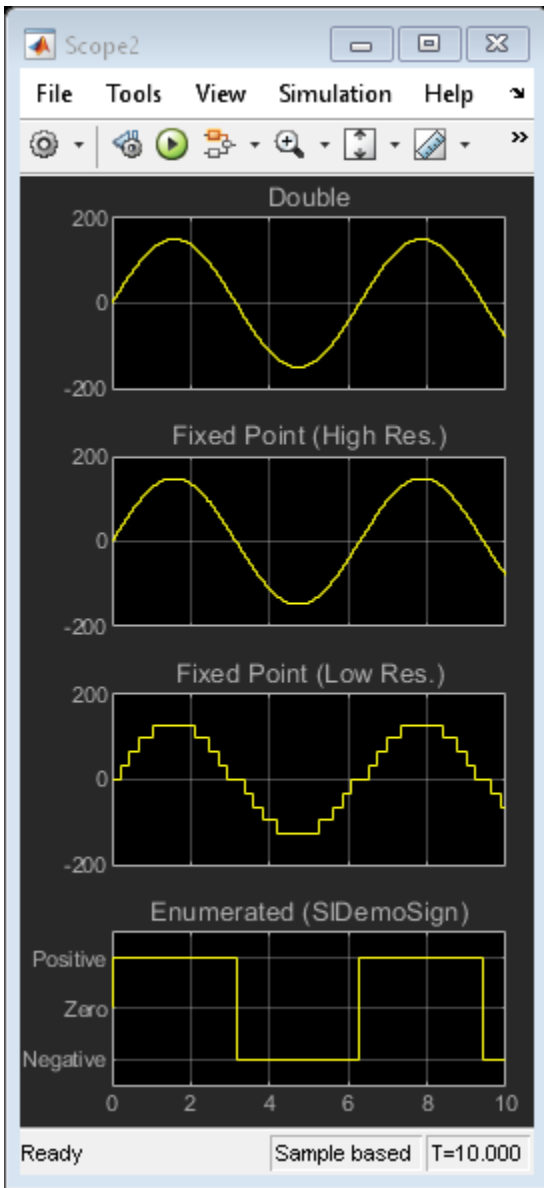 Scope2
File Tools View Simulation Help
Double
200
0
-200
Fixed Point (High Res.)
200
0
-200
Fixed Point (Low Res.)
200
0
-200
Enumerated (SlDemoSign)
Positive
Zero
Negative
0 2 4 6 8 10
Ready Sample based T=10.000